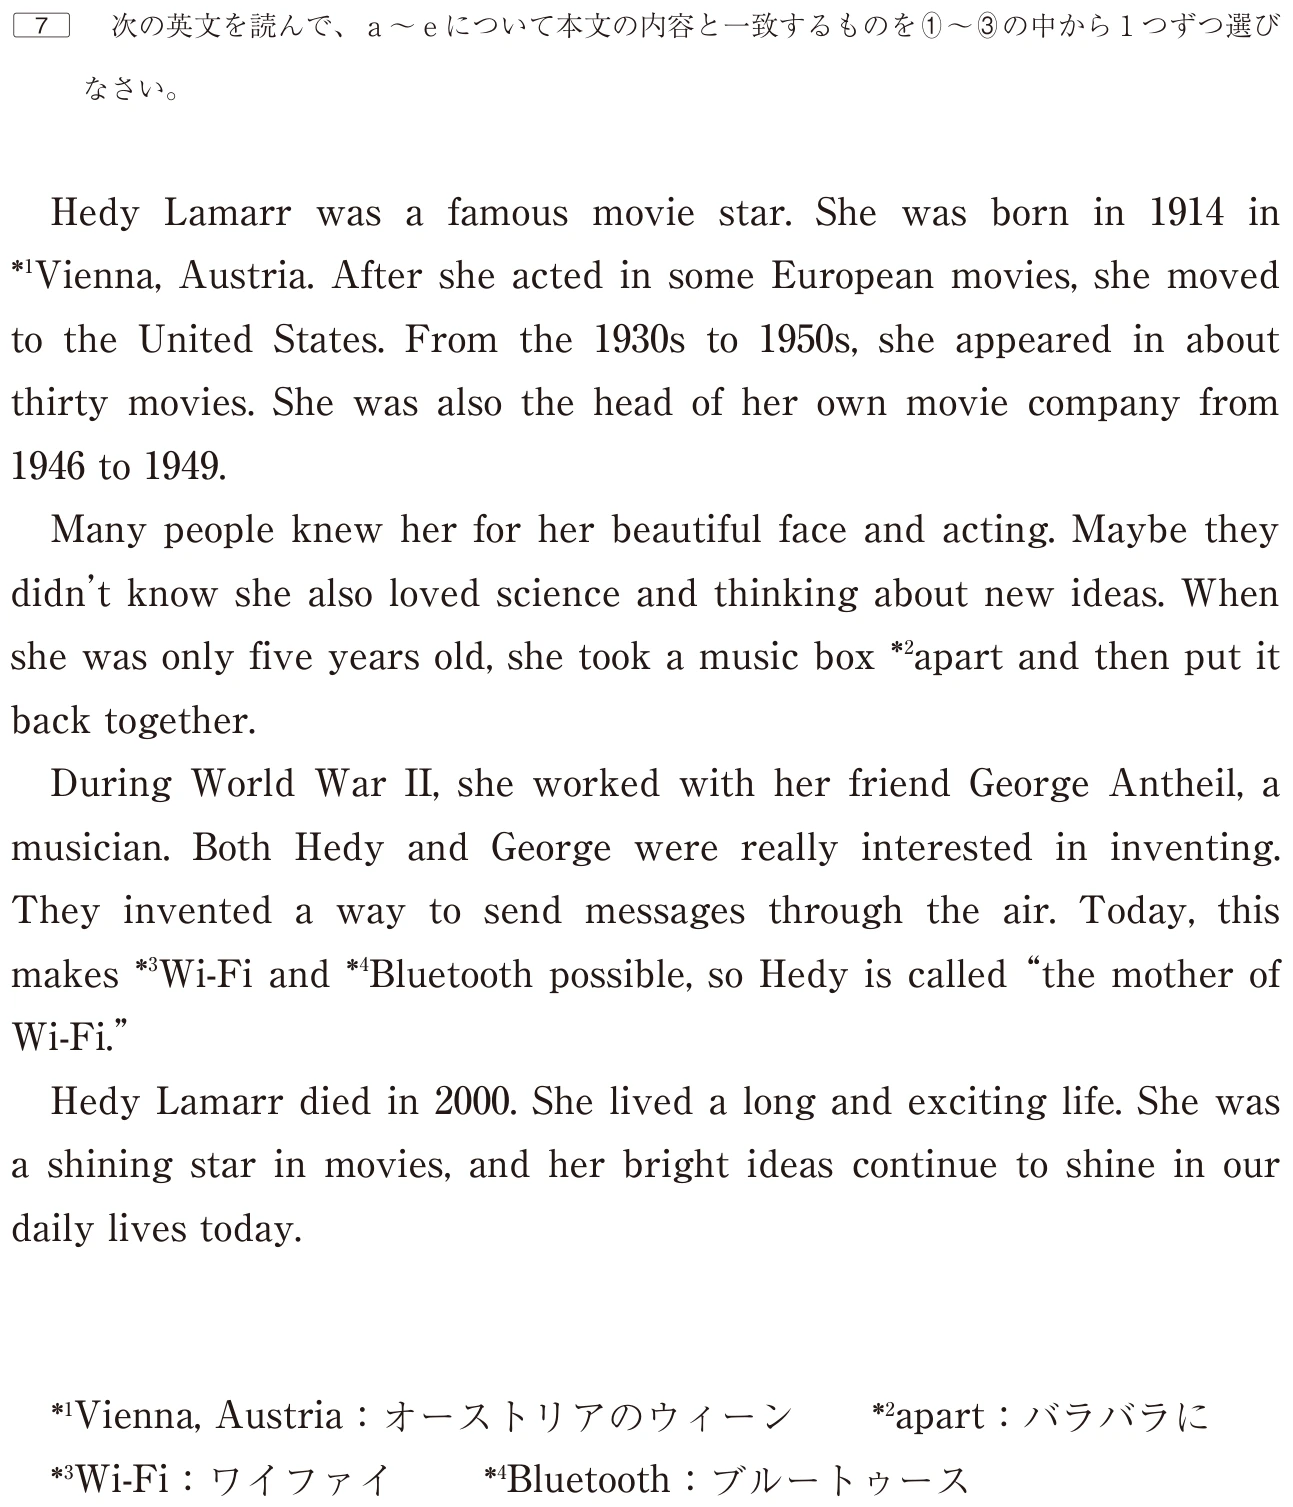 7 次の英文を読んで、a～eについて本文の内容と一致するものを①～③の中から1つずつ選び
なさい。
Hedy Lamarr was a famous movie star. She was born in 1914 in
*1Vienna, Austria. After she acted in some European movies, she moved
to the United States. From the 1930s to 1950s, she appeared in about
thirty movies. She was also the head of her own movie company from
1946 to 1949.
Many people knew her for her beautiful face and acting. Maybe they
didn't know she also loved science and thinking about new ideas. When
she was only five years old, she took a music box *2apart and then put it
back together.
During World War II, she worked with her friend George Antheil, a
musician. Both Hedy and George were really interested in inventing.
They invented a way to send messages through the air. Today, this
makes *3Wi-Fi and *4Bluetooth possible, so Hedy is called “the mother of
Wi-Fi.”
Hedy Lamarr died in 2000. She lived a long and exciting life. She was
a shining star in movies, and her bright ideas continue to shine in our
daily lives today.
*1Vienna, Austria：オーストリアのウィーン *2apart：バラバラに
*3Wi-Fi：ワイファイ *4Bluetooth：ブルートゥース